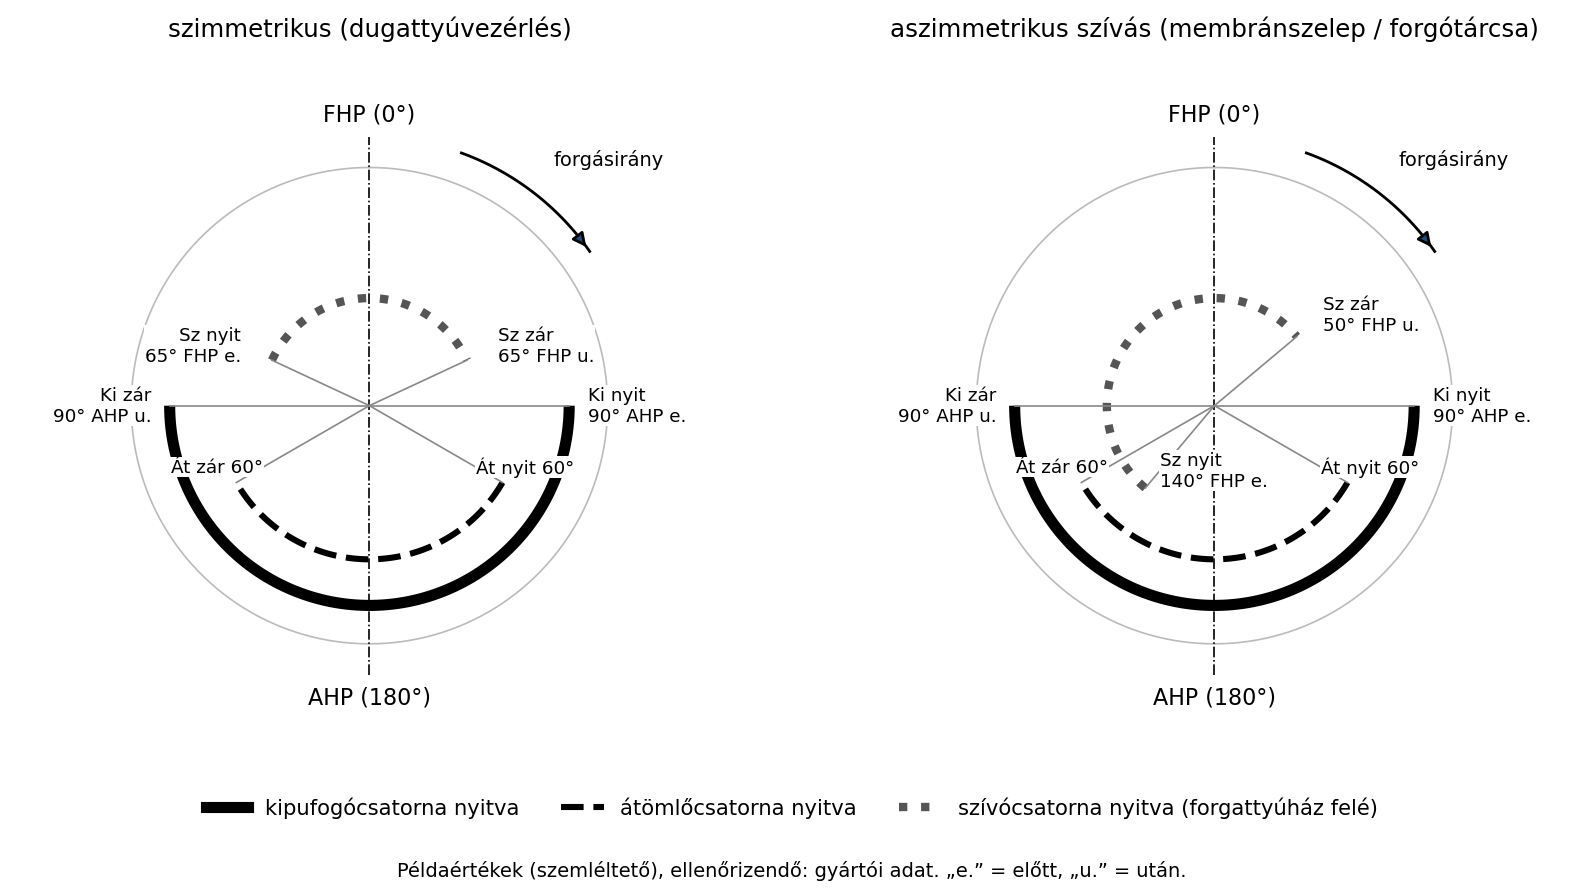 szimmetrikus (dugattyúvezérlés)
FHP (0°)
forgásirány
Sz nyit
65° FHP e.
Sz zár
65° FHP u.
Ki zár
90° AHP u.
Ki nyit
90° AHP e.
Át zár 60°
Át nyit 60°
AHP (180°)
aszimmetrikus szívás (membránszelep / forgótárcsa)
FHP (0°)
forgásirány
Sz zár
50° FHP u.
Ki zár
90° AHP u.
Ki nyit
90° AHP e.
Át zár 60°
Sz nyit
140° FHP e.
Át nyit 60°
AHP (180°)
kipufogócsatorna nyitva
átömlőcsatorna nyitva
szívócsatorna nyitva (forgattyúház felé)
Példaértékek (szemléltető), ellenőrizendő: gyártói adat. „e.” = előtt, „u.” = után.